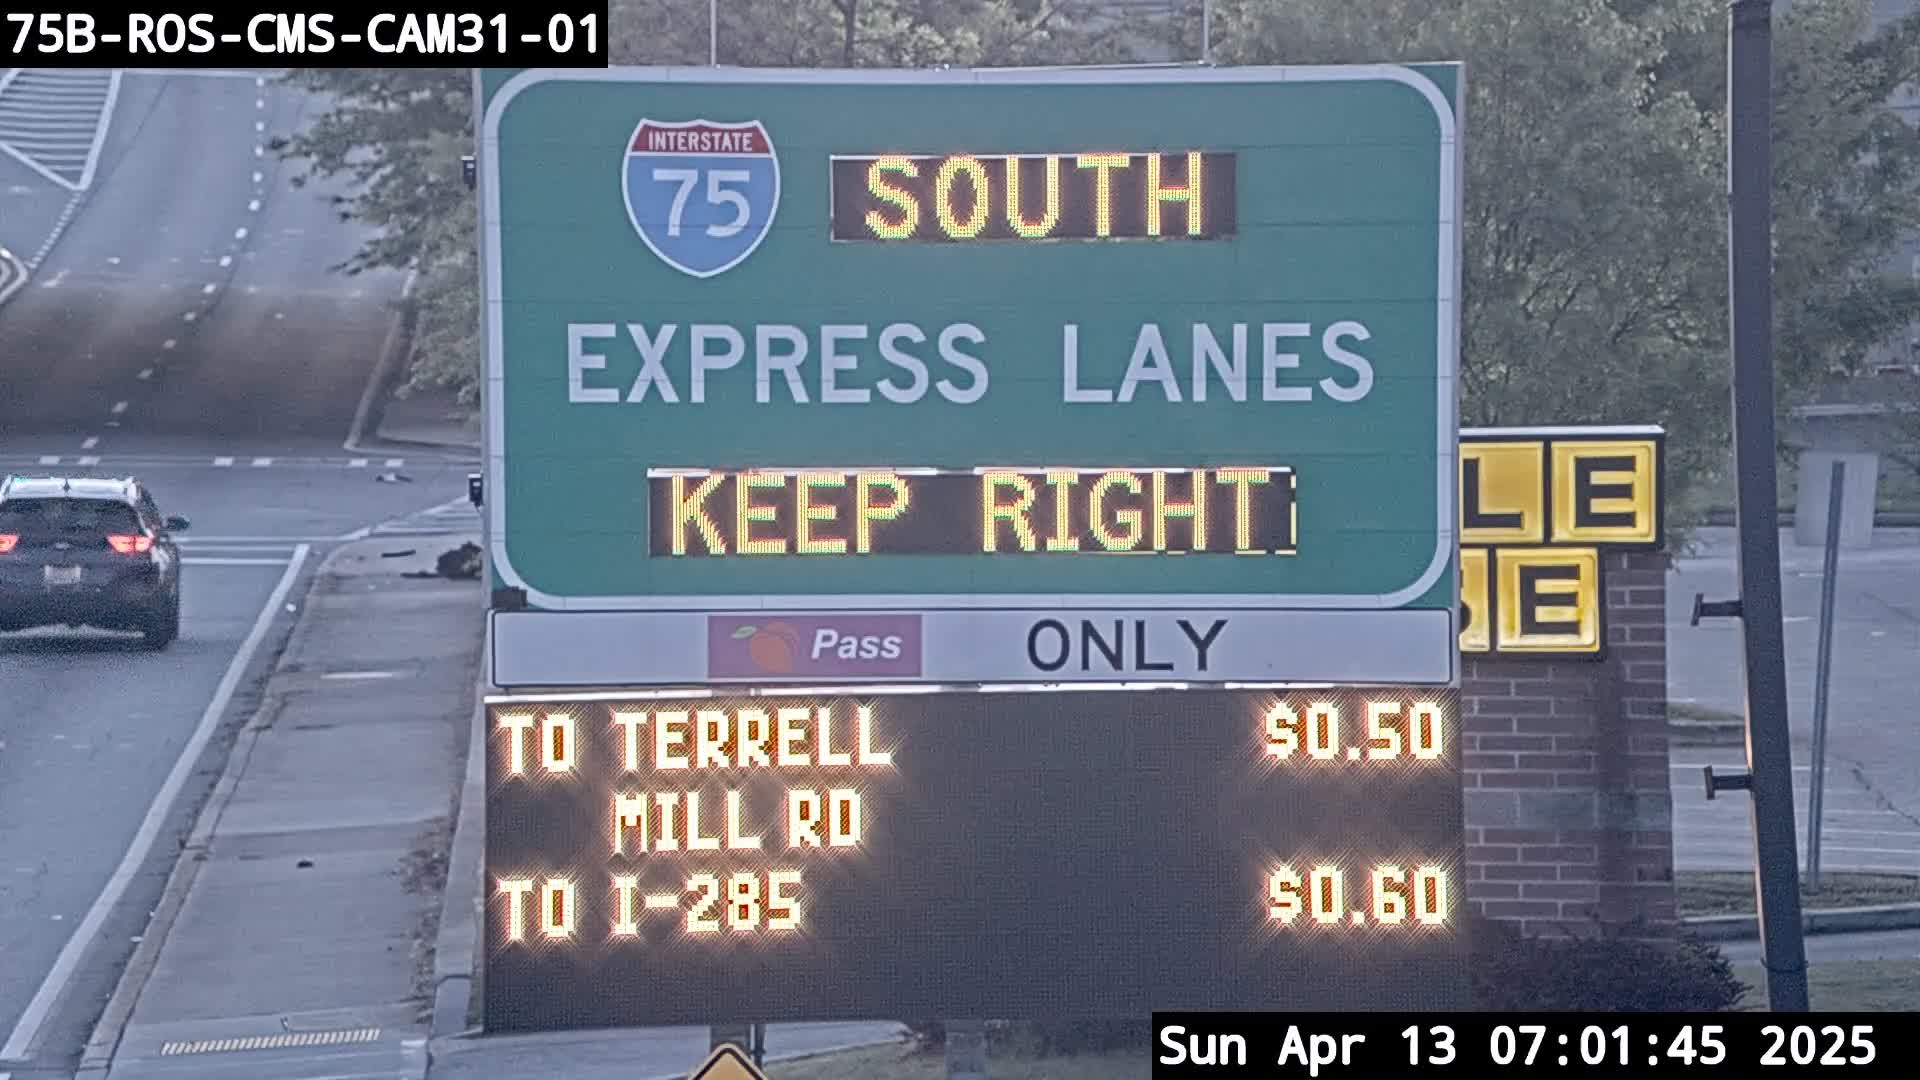 75B-ROS-CMS-CAM31-01
INTERSTATE
75
SOUTH
EXPRESS LANES
KEEP RIGHT
Pass ONLY
TO TERRELL $0.50
MILL RD
TO I-285 $0.60
LE
E
Sun Apr 13 07:01:45 2025